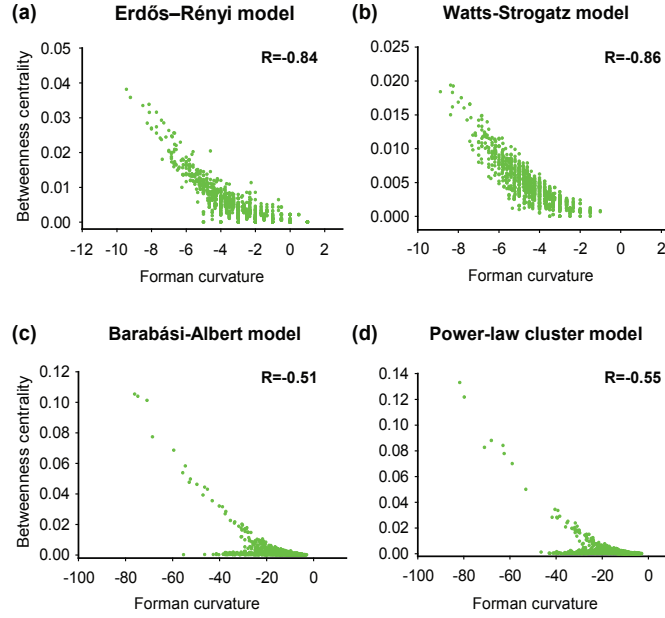 (a) Erdős–Rényi model
R=-0.84
Betweenness centrality
0.05
0.04
0.03
0.02
0.01
0.00
-12 -10 -8 -6 -4 -2 0 2
Forman curvature
(b) Watts-Strogatz model
R=-0.86
0.025
0.020
0.015
0.010
0.005
0.000
-10 -8 -6 -4 -2 0 2
Forman curvature
(c) Barabási-Albert model
R=-0.51
Betweenness centrality
0.12
0.10
0.08
0.06
0.04
0.02
0.00
-100 -80 -60 -40 -20 0
Forman curvature
(d) Power-law cluster model
R=-0.55
0.14
0.12
0.10
0.08
0.06
0.04
0.02
0.00
-100 -80 -60 -40 -20 0
Forman curvature